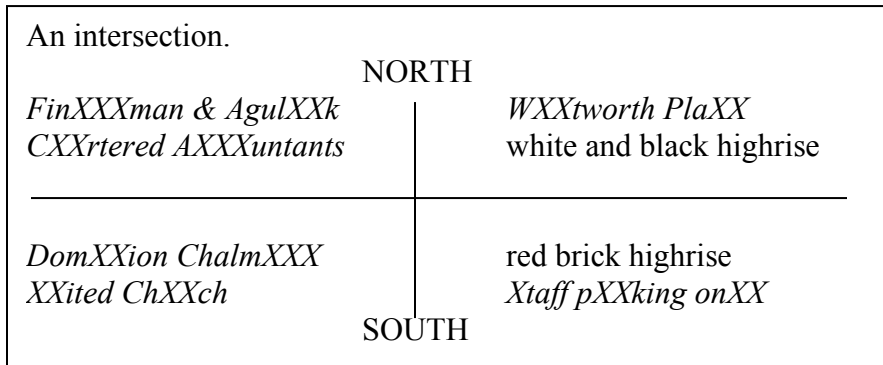 An intersection.
NORTH
FinXXXman & AgulXXk
CXXrtered AXXXuntants
WXXtworth PlaXX
white and black highrise
DomXXion ChalmXXX
XXited ChXXch
red brick highrise
Xtaff pXXking onXX
SOUTH